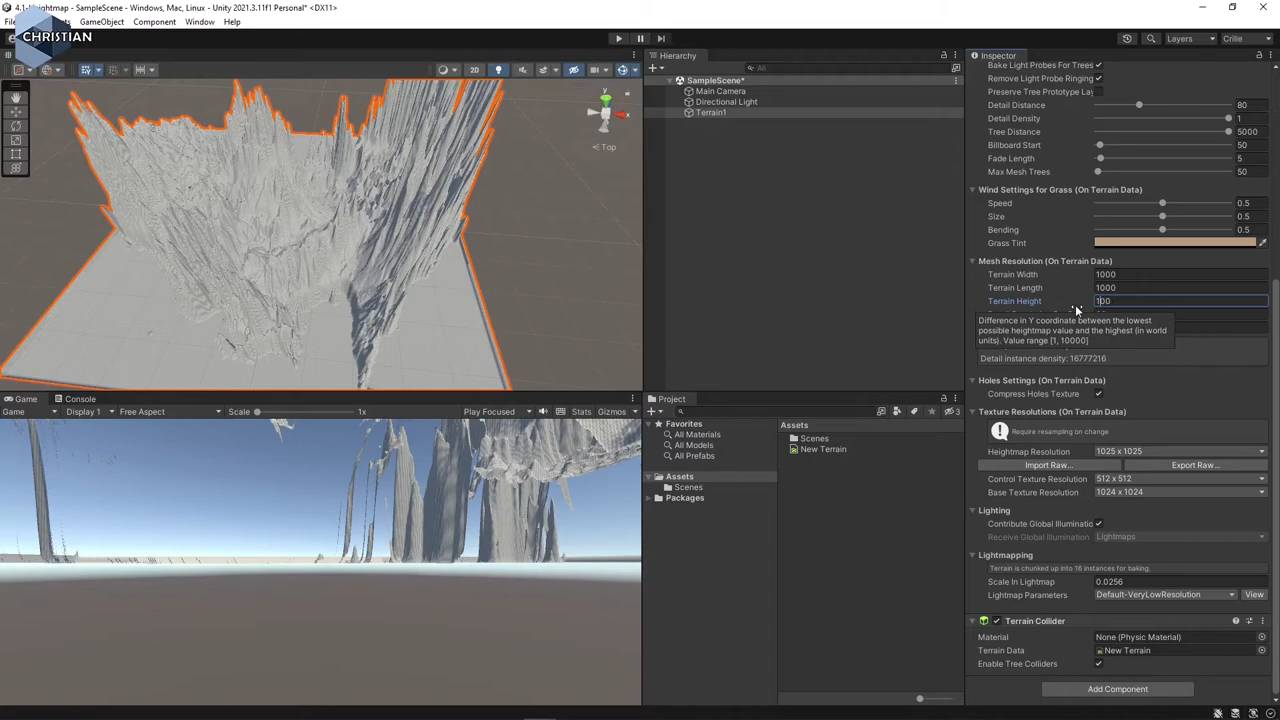 4.1-Heightmap - SampleScene - Windows, Mac, Linux - Unity 2021.3.11f1 Personal* <DX11>
GameObject Component Window Help
CHRISTIAN
Layers Crille
Hierarchy
All
SampleScene*
Main Camera
Directional Light
Terrain1
2D
y
x
Top
Inspector
Bake Light Probes For Trees
Remove Light Probe Ringing
Preserve Tree Prototype Lay
Detail Distance 80
Detail Density 1
Tree Distance 5000
Billboard Start 50
Fade Length 5
Max Mesh Trees 50
Wind Settings for Grass (On Terrain Data)
Speed 0.5
Size 0.5
Bending 0.5
Grass Tint
Mesh Resolution (On Terrain Data)
Terrain Width 1000
Terrain Length 1000
Terrain Height 100
Difference in Y coordinate between the lowest
possible heightmap value and the highest (in world
units). Value range [1, 10000]
Detail instance density: 16777216
Holes Settings (On Terrain Data)
Compress Holes Texture
Texture Resolutions (On Terrain Data)
Require resampling on change
Heightmap Resolution 1025 x 1025
Import Raw... Export Raw...
Control Texture Resolution 512 x 512
Base Texture Resolution 1024 x 1024
Lighting
Contribute Global Illuminatio
Receive Global Illumination Lightmaps
Lightmapping
Terrain is chunked up into 16 instances for baking.
Scale In Lightmap 0.0256
Lightmap Parameters Default-VeryLowResolution View
Terrain Collider
Material None (Physic Material)
Terrain Data New Terrain
Enable Tree Colliders
Add Component
Game Console
Game Display 1 Free Aspect Scale 1x Play Focused Stats Gizmos
Project
3
Favorites
All Materials
All Models
All Prefabs
Assets
Scenes
Packages
Assets
Scenes
New Terrain